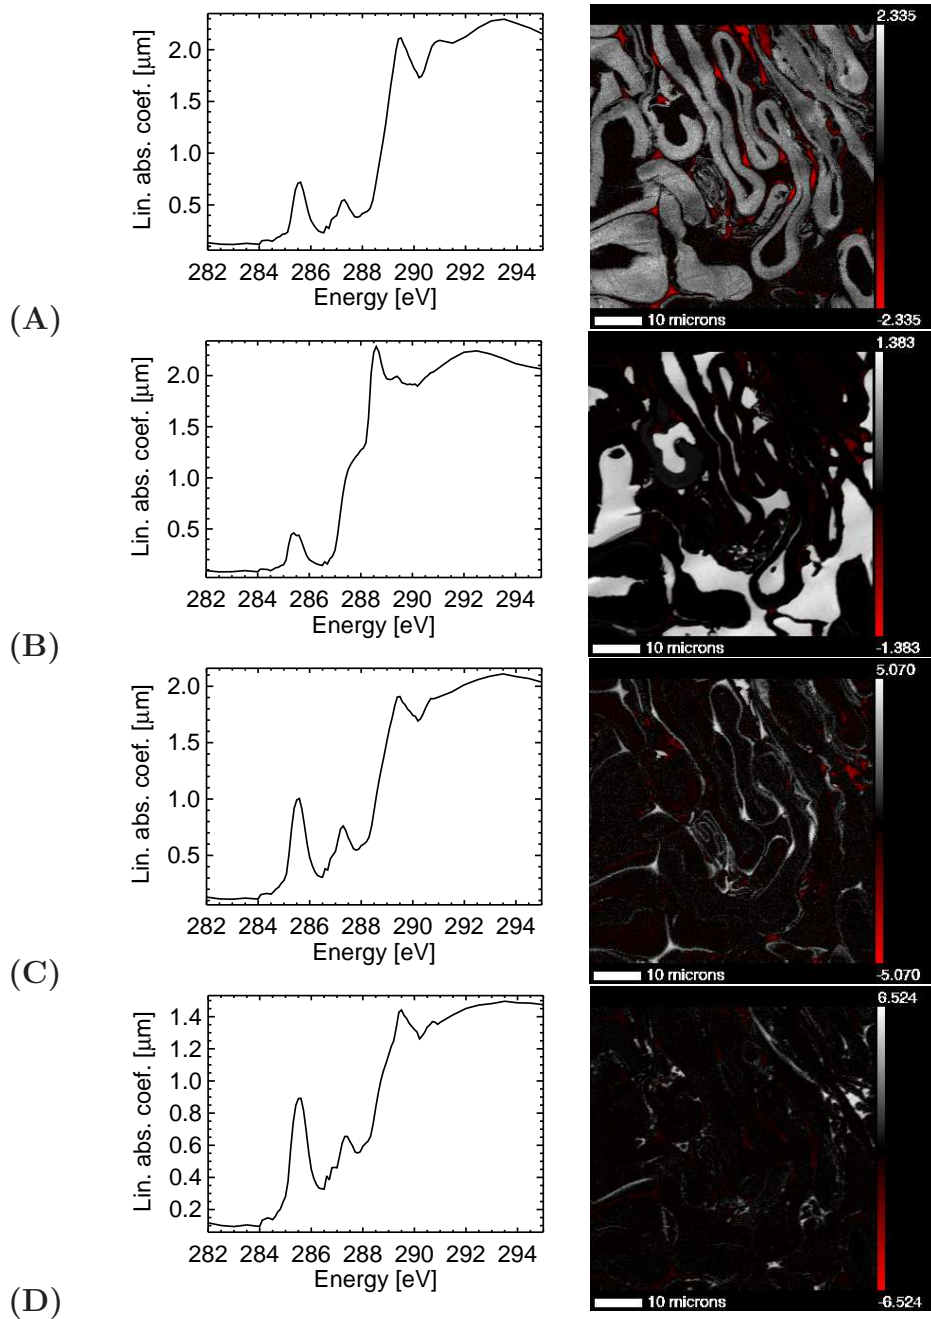 2.0
1.5
1.0
0.5
Lin. abs. coef. [μm]
282 284 286 288 290 292 294
Energy [eV]
2.335
-2.335
10 microns
(A)
2.0
1.5
1.0
0.5
Lin. abs. coef. [μm]
282 284 286 288 290 292 294
Energy [eV]
1.383
-1.383
10 microns
(B)
2.0
1.5
1.0
0.5
Lin. abs. coef. [μm]
282 284 286 288 290 292 294
Energy [eV]
5.070
-5.070
10 microns
(C)
1.4
1.2
1.0
0.8
0.6
0.4
0.2
Lin. abs. coef. [μm]
282 284 286 288 290 292 294
Energy [eV]
6.524
-6.524
10 microns
(D)